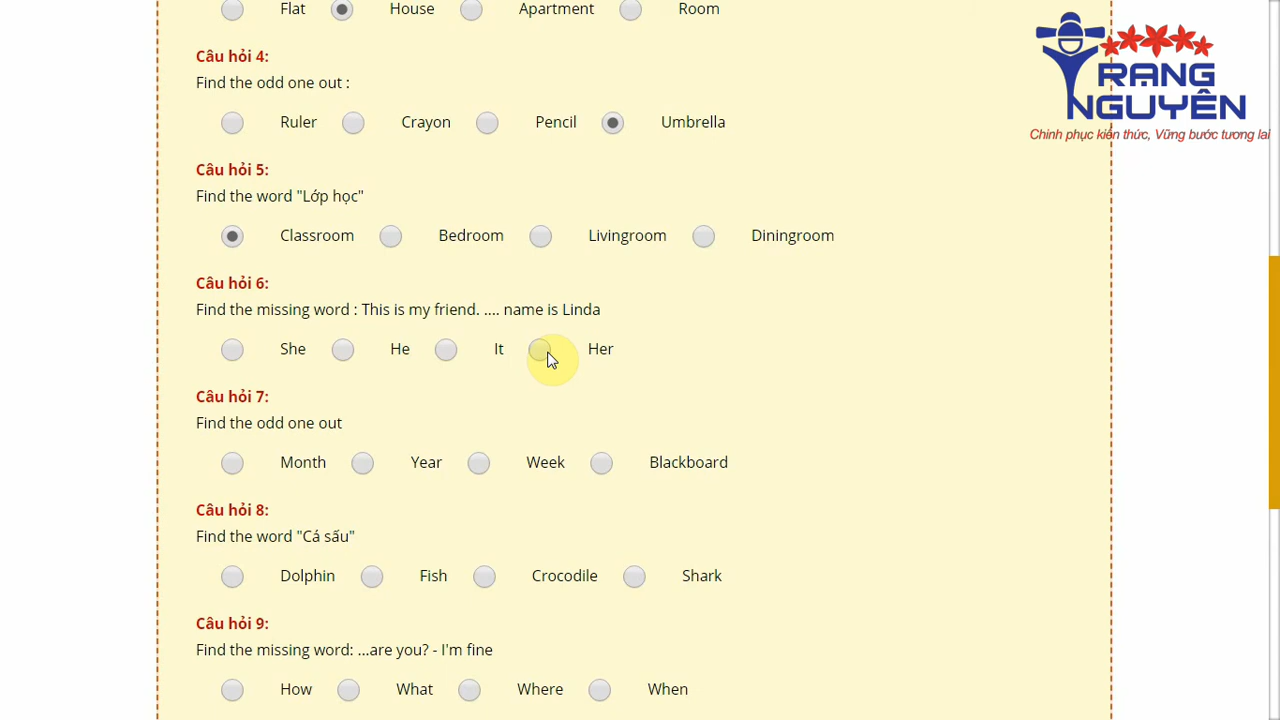 Flat House Apartment Room
Câu hỏi 4:
Find the odd one out :
Ruler Crayon Pencil Umbrella
Câu hỏi 5:
Find the word "Lớp học"
Classroom Bedroom Livingroom Diningroom
Câu hỏi 6:
Find the missing word : This is my friend. .... name is Linda
She He It Her
Câu hỏi 7:
Find the odd one out
Month Year Week Blackboard
Câu hỏi 8:
Find the word "Cá sấu"
Dolphin Fish Crocodile Shark
Câu hỏi 9:
Find the missing word: ...are you? - I'm fine
How What Where When
RẠNG
NGUYÊN
Chinh phục kiến thức, Vững bước tương lai